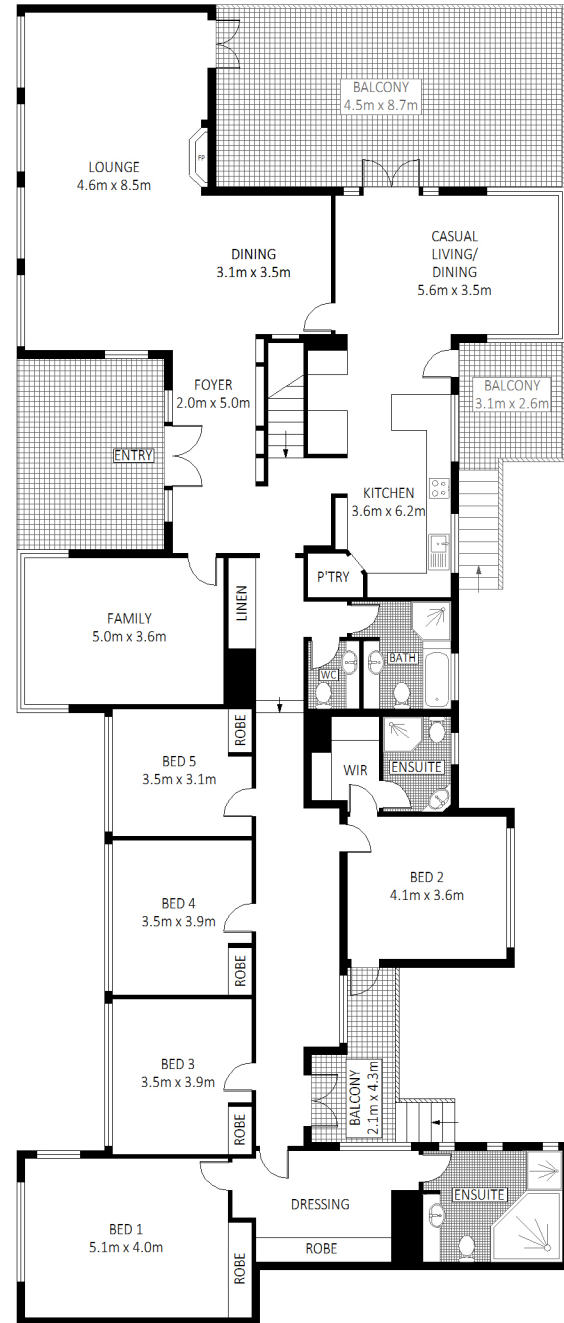 BALCONY
4.5m x 8.7m
LOUNGE
4.6m x 8.5m
FP
DINING
3.1m x 3.5m
CASUAL
LIVING/
DINING
5.6m x 3.5m
FOYER
2.0m x 5.0m
BALCONY
3.1m x 2.6m
ENTRY
KITCHEN
3.6m x 6.2m
P'TRY
LINEN
FAMILY
5.0m x 3.6m
BATH
WC
ROBE
BED 5
3.5m x 3.1m
WIR
ENSUITE
BED 2
4.1m x 3.6m
BED 4
3.5m x 3.9m
ROBE
BED 3
3.5m x 3.9m
BALCONY
2.1m x 4.3m
ROBE
ENSUITE
DRESSING
BED 1
5.1m x 4.0m
ROBE
ROBE